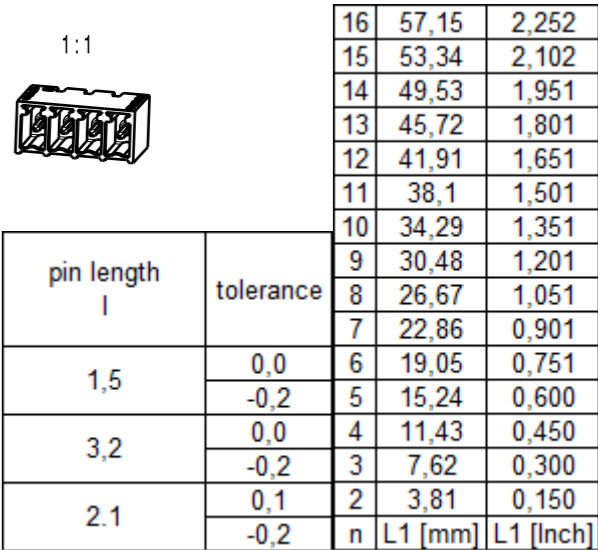 1:1
16 57,15 2,252
15 53,34 2,102
14 49,53 1,951
13 45,72 1,801
12 41,91 1,651
11 38,1 1,501
10 34,29 1,351
9 30,48 1,201
8 26,67 1,051
7 22,86 0,901
6 19,05 0,751
5 15,24 0,600
4 11,43 0,450
3 7,62 0,300
2 3,81 0,150
n L1 [mm] L1 [Inch]
pin length
l
tolerance
1,5
0,0
-0,2
3,2
0,0
-0,2
2.1
0,1
-0,2